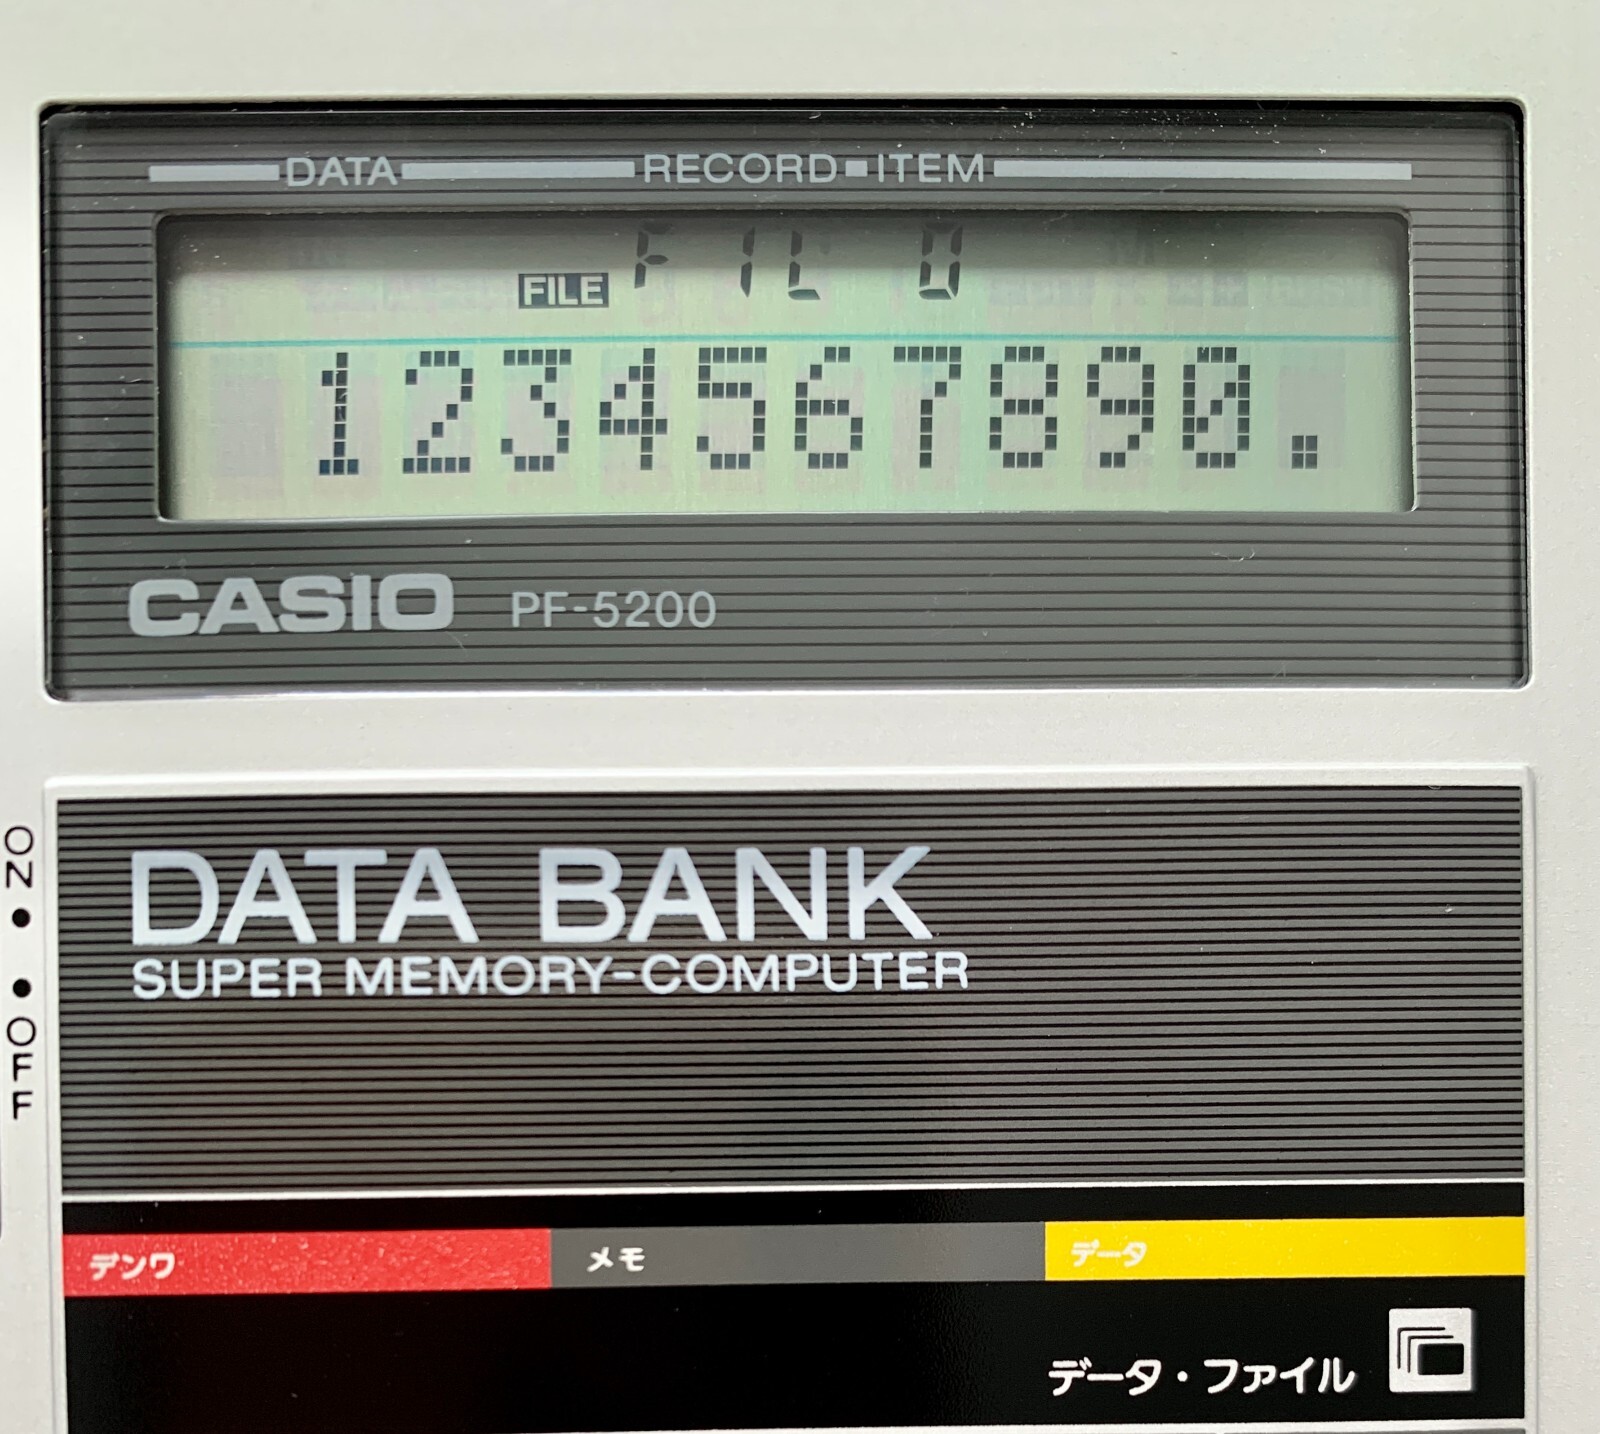 DATA RECORD ITEM
FIL 0
FILE
1234567890.
CASIO PF-5200
ON
OFF
DATA BANK
SUPER MEMORY-COMPUTER
デンワ メモ データ
データ・ファイル